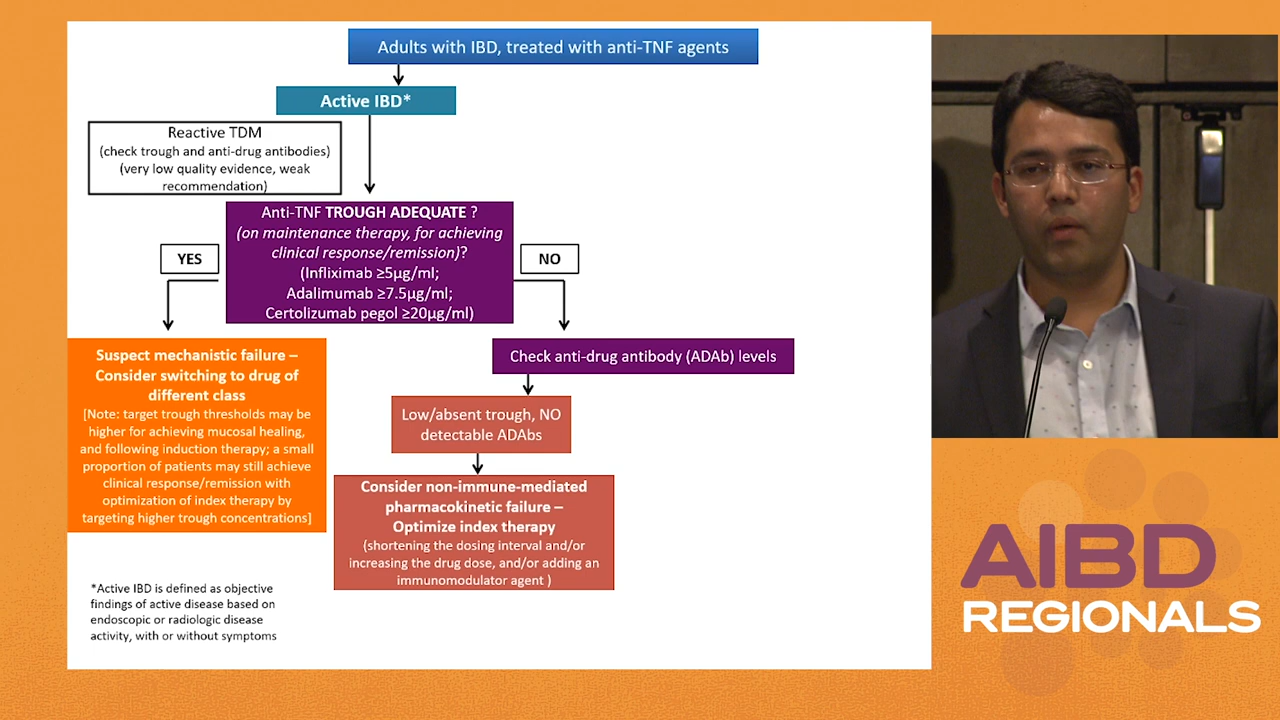 Adults with IBD, treated with anti-TNF agents
Active IBD*
Reactive TDM
(check trough and anti-drug antibodies)
(very low quality evidence, weak
recommendation)
Anti-TNF TROUGH ADEQUATE ?
(on maintenance therapy, for achieving
clinical response/remission)?
(Infliximab ≥5µg/ml;
Adalimumab ≥7.5µg/ml;
Certolizumab pegol ≥20µg/ml)
YES
NO
Suspect mechanistic failure –
Consider switching to drug of
different class
[Note: target trough thresholds may be
higher for achieving mucosal healing,
and following induction therapy; a small
proportion of patients may still achieve
clinical response/remission with
optimization of index therapy by
targeting higher trough concentrations]
Check anti-drug antibody (ADAb) levels
Low/absent trough, NO
detectable ADAbs
Consider non-immune-mediated
pharmacokinetic failure –
Optimize index therapy
(shortening the dosing interval and/or
increasing the drug dose, and/or adding an
immunomodulator agent )
*Active IBD is defined as objective
findings of active disease based on
endoscopic or radiologic disease
activity, with or without symptoms
AIBD
REGIONALS